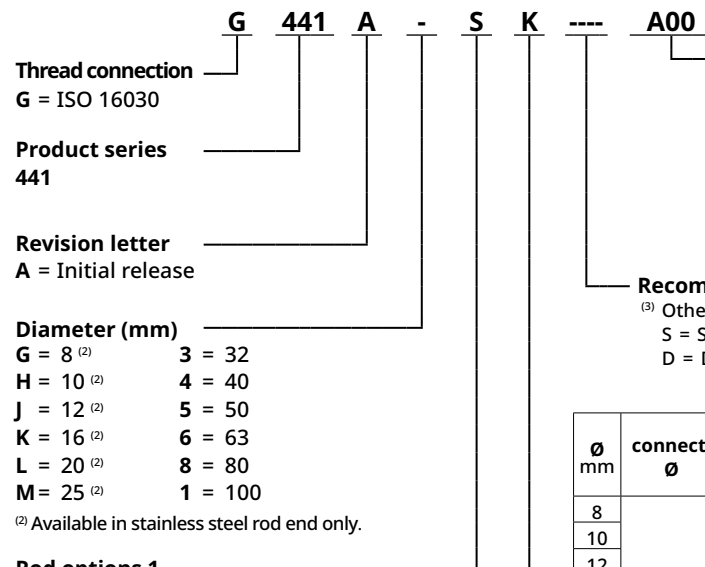 G 441 A - S K ---- A00
Thread connection
G = ISO 16030
Product series
441
Revision letter
A = Initial release
Diameter (mm)
G = 8 (2) 3 = 32
H = 10 (2) 4 = 40
J = 12 (2) 5 = 50
K = 16 (2) 6 = 63
L = 20 (2) 8 = 80
M = 25 (2) 1 = 100
(2) Available in stainless steel rod end only.
Rod options 1
Recom
(3) Othe
S = S
D = D
Ø
mm
connect
Ø
8
10
12